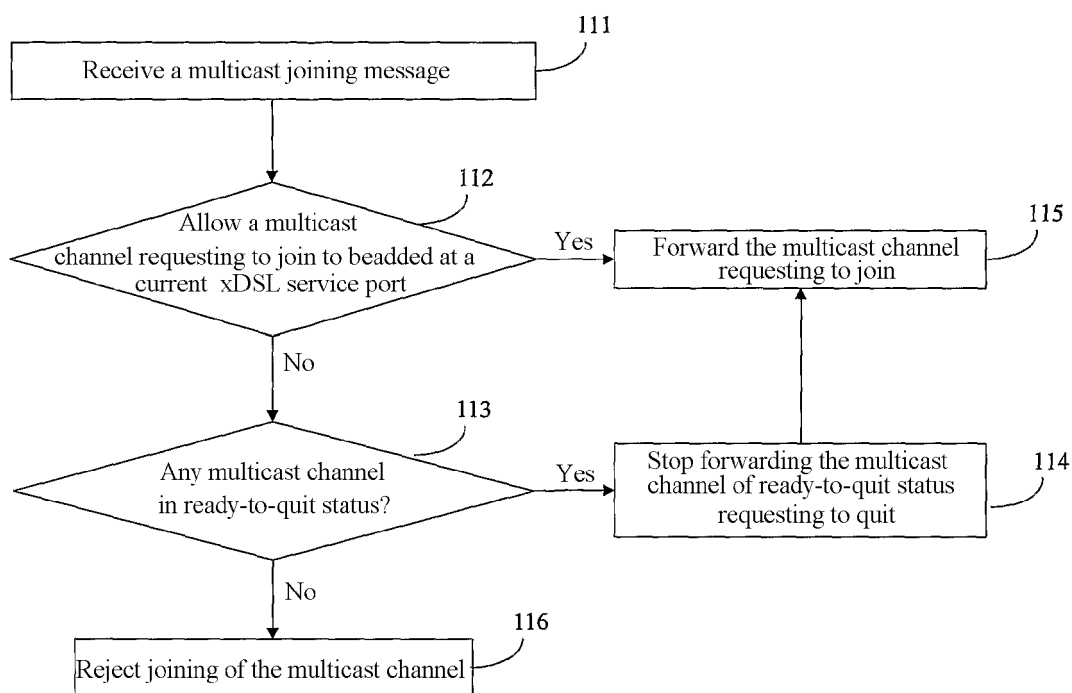 111
Receive a multicast joining message
112
Allow a multicast
channel requesting to join to beadded at a
current xDSL service port
Yes
115
Forward the multicast channel
requesting to join
No
113
Any multicast channel
in ready-to-quit status?
Yes
Stop forwarding the multicast
channel of ready-to-quit status
requesting to quit
114
No
116
Reject joining of the multicast channel